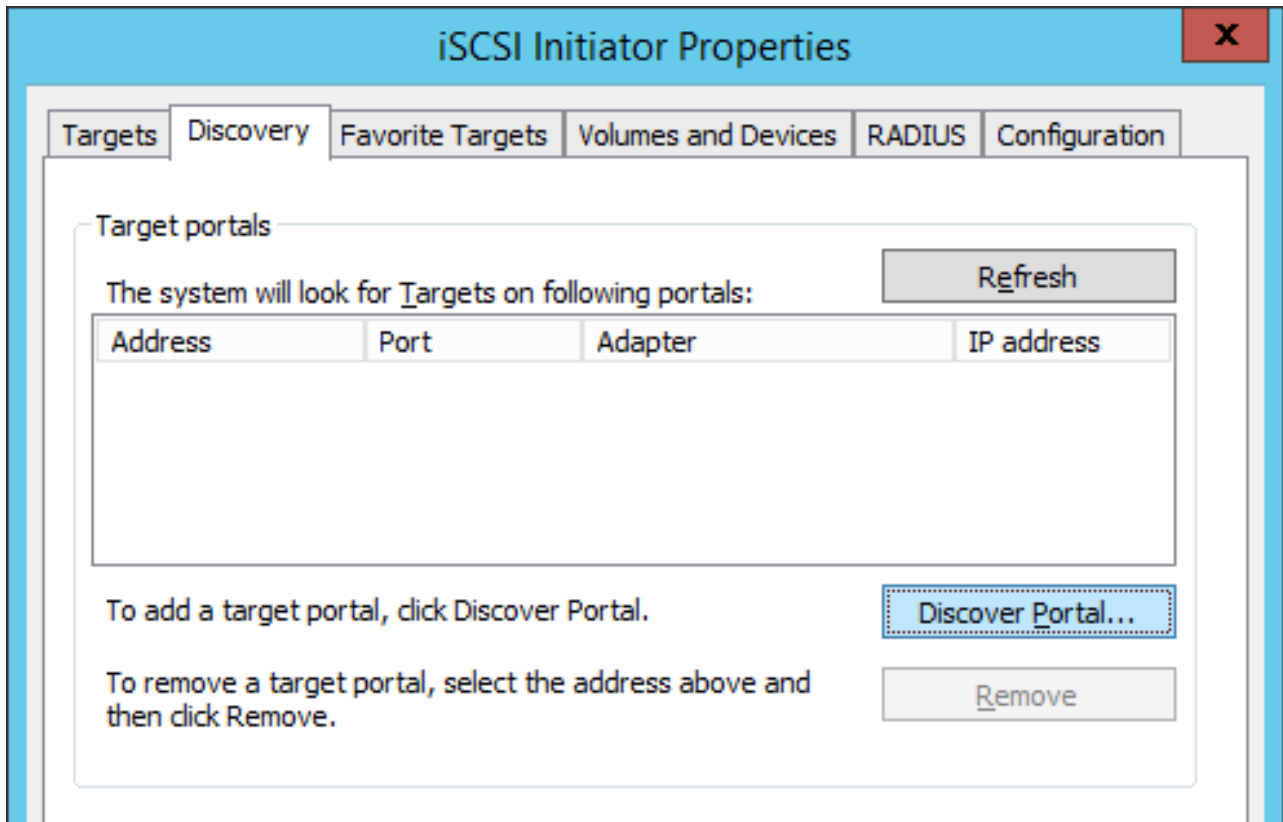 iSCSI Initiator Properties
x
Targets Discovery Favorite Targets Volumes and Devices RADIUS Configuration
Target portals
Refresh
The system will look for Targets on following portals:
Address Port Adapter IP address
To add a target portal, click Discover Portal.
Discover Portal...
To remove a target portal, select the address above and
then click Remove.
Remove